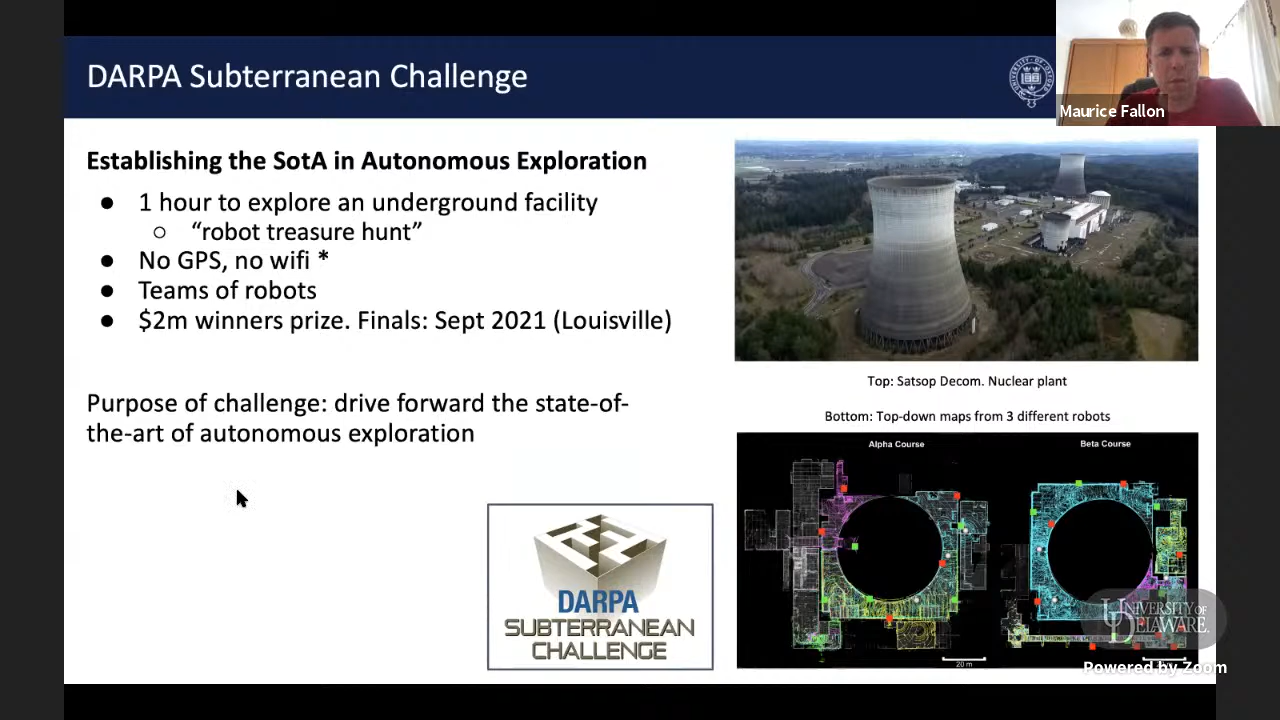 DARPA Subterranean Challenge
Maurice Fallon
Establishing the SotA in Autonomous Exploration
● 1 hour to explore an underground facility
○ “robot treasure hunt”
● No GPS, no wifi *
● Teams of robots
● $2m winners prize. Finals: Sept 2021 (Louisville)
Purpose of challenge: drive forward the state-of-
the-art of autonomous exploration
Top: Satsop Decom. Nuclear plant
Bottom: Top-down maps from 3 different robots
Alpha Course
Beta Course
20 m
DARPA
SUBTERRANEAN
CHALLENGE
UNIVERSITY OF
DELAWARE.
Powered by Zoom